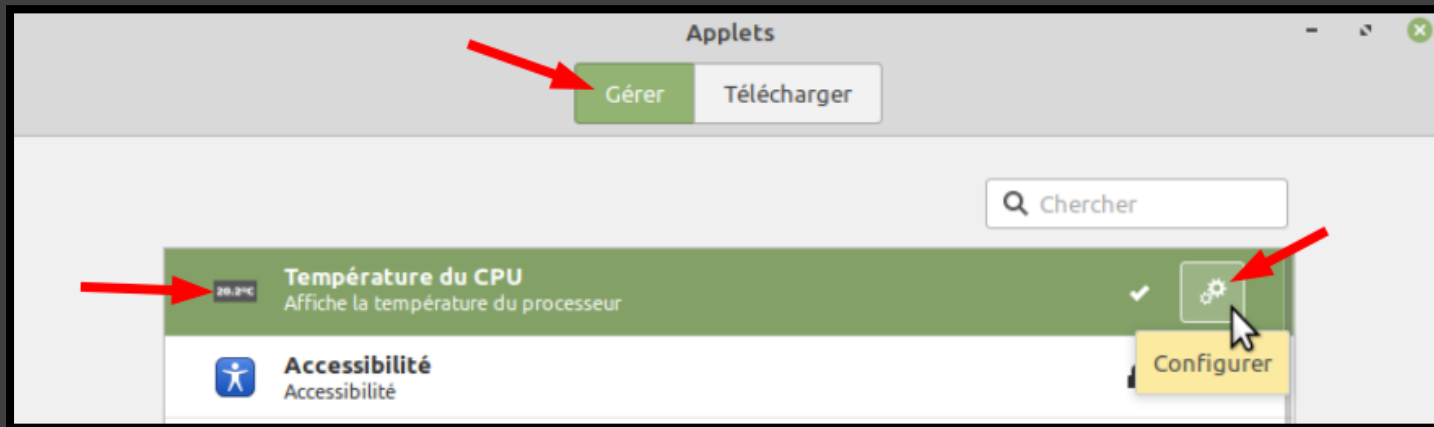 Applets
Gérer Télécharger
Chercher
20.2°C
Température du CPU
Affiche la température du processeur
Configurer
Accessibilité
Accessibilité